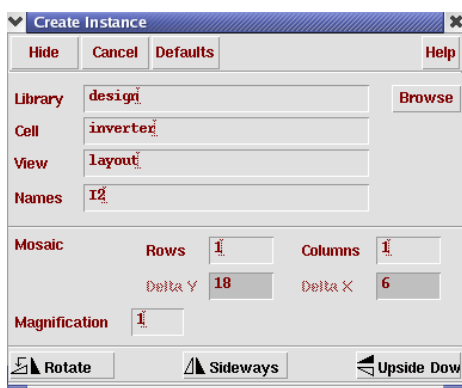 Create Instance
Hide Cancel Defaults Help
Library design Browse
Cell inverter
View layout
Names I2
Mosaic Rows 1 Columns 1
Delta Y 18 Delta X 6
Magnification 1
Rotate Sideways Upside Dow